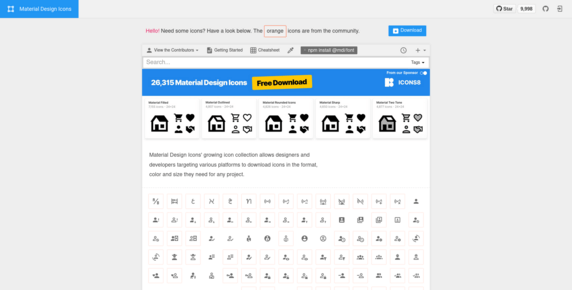 Material Design Icons
Star 9,998
Hello! Need some icons? Have a look below. The orange icons are from the community.
Download
View the Contributors
Getting Started
Cheatsheet
> npm install @mdi/font
Search...
Tags
26,315 Material Design Icons
Free Download
ICONS8
Material Filled
Material Outlined
Material Rounded Icons
Material Sharp
Material Two Tone
Material Design Icons' growing icon collection allows designers and
developers targeting various platforms to download icons in the format,
color and size they need for any project.